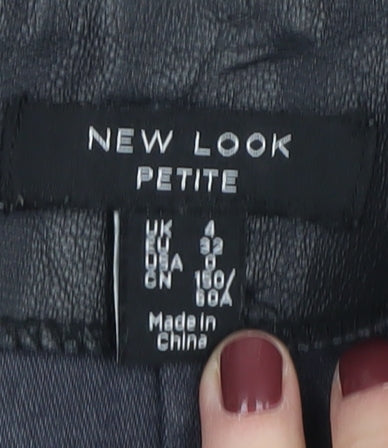 NEW LOOK
PETITE
UK 4
EU 32
USA 0
CN 150/
60A
Made in
China